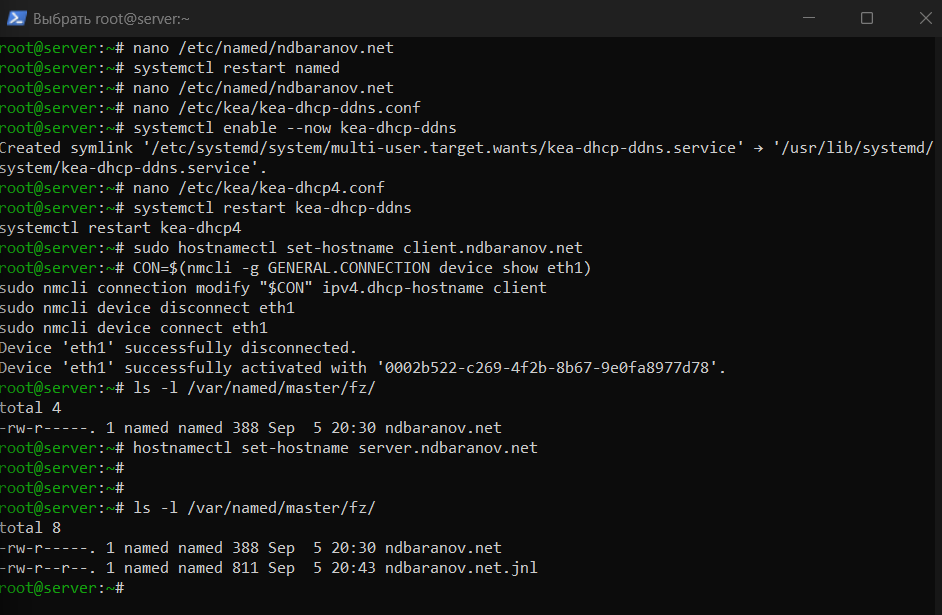 Выбрать root@server:~
root@server:~# nano /etc/named/ndbaranov.net
root@server:~# systemctl restart named
root@server:~# nano /etc/named/ndbaranov.net
root@server:~# nano /etc/kea/kea-dhcp-ddns.conf
root@server:~# systemctl enable --now kea-dhcp-ddns
Created symlink '/etc/systemd/system/multi-user.target.wants/kea-dhcp-ddns.service' → '/usr/lib/systemd/
system/kea-dhcp-ddns.service'.
root@server:~# nano /etc/kea/kea-dhcp4.conf
root@server:~# systemctl restart kea-dhcp-ddns
systemctl restart kea-dhcp4
root@server:~# sudo hostnamectl set-hostname client.ndbaranov.net
root@server:~# CON=$(nmcli -g GENERAL.CONNECTION device show eth1)
sudo nmcli connection modify "$CON" ipv4.dhcp-hostname client
sudo nmcli device disconnect eth1
sudo nmcli device connect eth1
Device 'eth1' successfully disconnected.
Device 'eth1' successfully activated with '0002b522-c269-4f2b-8b67-9e0fa8977d78'.
root@server:~# ls -l /var/named/master/fz/
total 4
-rw-r-----. 1 named named 388 Sep  5 20:30 ndbaranov.net
root@server:~# hostnamectl set-hostname server.ndbaranov.net
root@server:~#
root@server:~#
root@server:~# ls -l /var/named/master/fz/
total 8
-rw-r-----. 1 named named 388 Sep  5 20:30 ndbaranov.net
-rw-r--r--. 1 named named 811 Sep  5 20:43 ndbaranov.net.jnl
root@server:~#